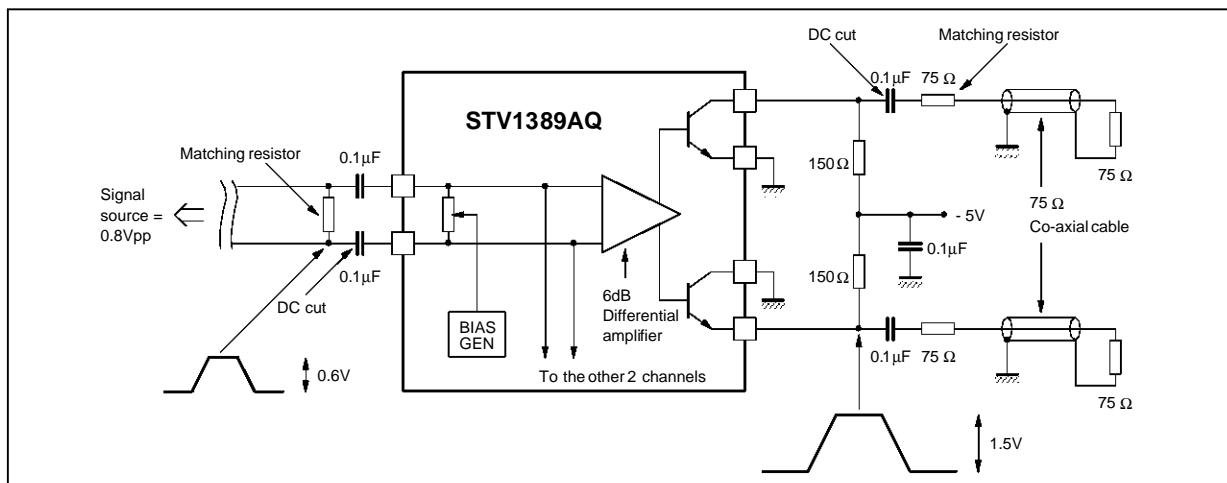 DC cut
Matching resistor
0.1μF
75 Ω
STV1389AQ
Matching resistor
0.1μF
150Ω
75 Ω
Signal
source =
0.8Vpp
75 Ω
- 5V
Co-axial cable
0.1μF
0.1μF
150Ω
DC cut
6dB
Differential
amplifier
BIAS
GEN
0.1μF
75 Ω
To the other 2 channels
0.6V
75 Ω
1.5V